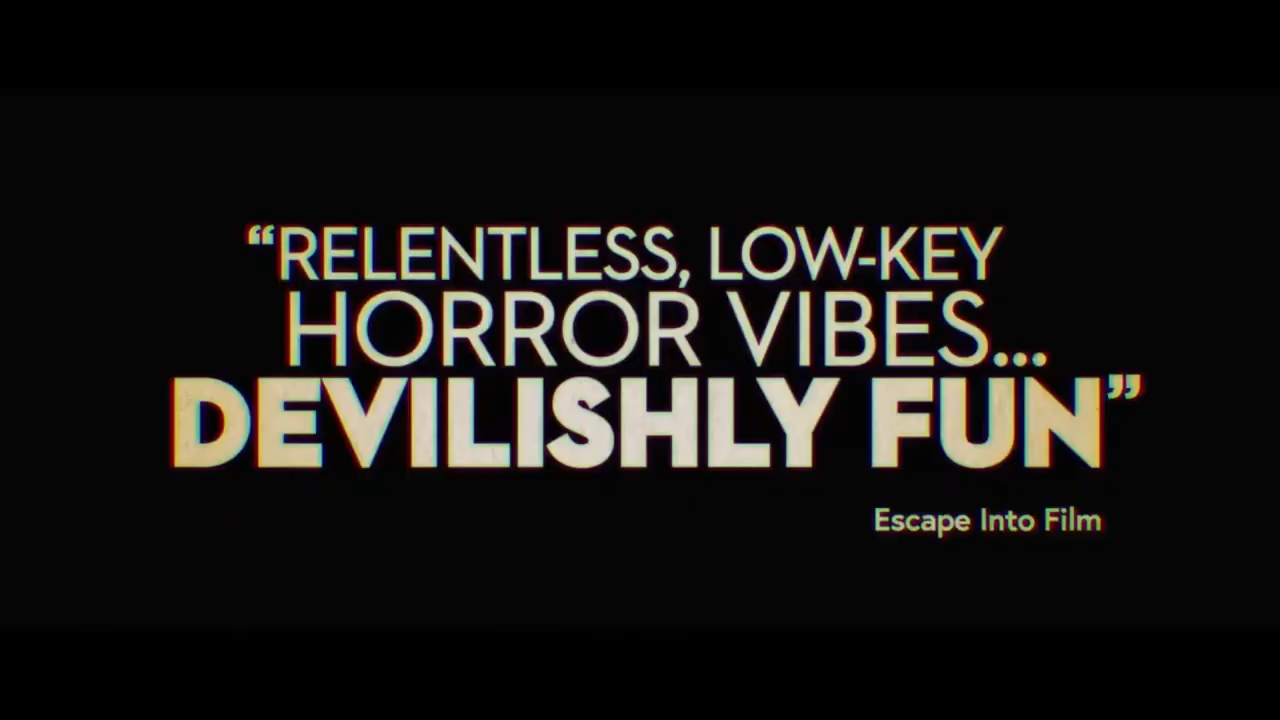 “RELENTLESS, LOW-KEY
HORROR VIBES...
DEVILISHLY FUN”
Escape Into Film